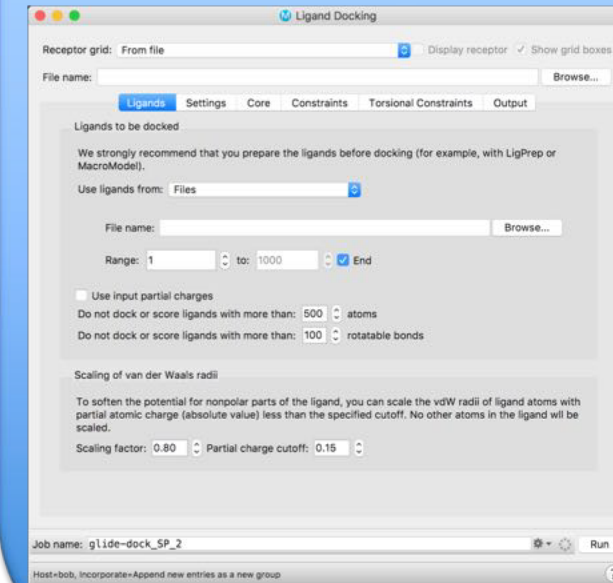 Ligand Docking
Receptor grid: From file Display receptor Show grid boxes
File name: Browse...
Ligands Settings Core Constraints Torsional Constraints Output
Ligands to be docked
We strongly recommend that you prepare the ligands before docking (for example, with LigPrep or
MacroModel).
Use ligands from: Files
File name: Browse...
Range: 1 to: 1000 End
Use input partial charges
Do not dock or score ligands with more than: 500 atoms
Do not dock or score ligands with more than: 100 rotatable bonds
Scaling of van der Waals radii
To soften the potential for nonpolar parts of the ligand, you can scale the vdW radii of ligand atoms with
partial atomic charge (absolute value) less than the specified cutoff. No other atoms in the ligand wll be
scaled.
Scaling factor: 0.80 Partial charge cutoff: 0.15
Job name: glide-dock_SP_2 Run
Host=bob, Incorporate=Append new entries as a new group